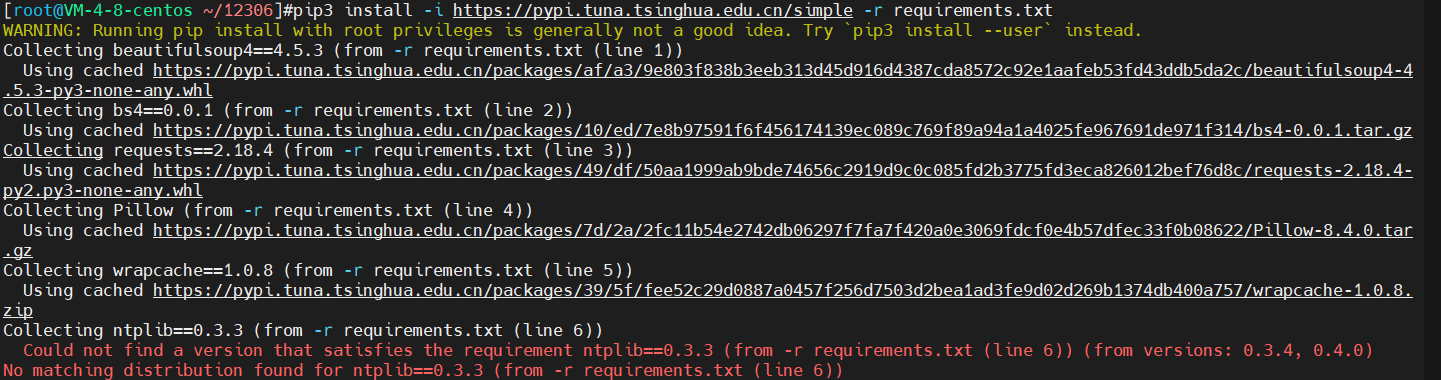 [root@VM-4-8-centos ~/12306]#pip3 install -i https://pypi.tuna.tsinghua.edu.cn/simple -r requirements.txt
WARNING: Running pip install with root privileges is generally not a good idea. Try `pip3 install --user` instead.
Collecting beautifulsoup4==4.5.3 (from -r requirements.txt (line 1))
  Using cached https://pypi.tuna.tsinghua.edu.cn/packages/af/a3/9e803f838b3eeb313d45d916d4387cda8572c92e1aafeb53fd43ddb5da2c/beautifulsoup4-4
.5.3-py3-none-any.whl
Collecting bs4==0.0.1 (from -r requirements.txt (line 2))
  Using cached https://pypi.tuna.tsinghua.edu.cn/packages/10/ed/7e8b97591f6f456174139ec089c769f89a94a1a4025fe967691de971f314/bs4-0.0.1.tar.gz
Collecting requests==2.18.4 (from -r requirements.txt (line 3))
  Using cached https://pypi.tuna.tsinghua.edu.cn/packages/49/df/50aa1999ab9bde74656c2919d9c0c085fd2b3775fd3eca826012bef76d8c/requests-2.18.4-
py2.py3-none-any.whl
Collecting Pillow (from -r requirements.txt (line 4))
  Using cached https://pypi.tuna.tsinghua.edu.cn/packages/7d/2a/2fc11b54e2742db06297f7fa7f420a0e3069fdcf0e4b57dfec33f0b08622/Pillow-8.4.0.tar
.gz
Collecting wrapcache==1.0.8 (from -r requirements.txt (line 5))
  Using cached https://pypi.tuna.tsinghua.edu.cn/packages/39/5f/fee52c29d0887a0457f256d7503d2bea1ad3fe9d02d269b1374db400a757/wrapcache-1.0.8.
zip
Collecting ntplib==0.3.3 (from -r requirements.txt (line 6))
  Could not find a version that satisfies the requirement ntplib==0.3.3 (from -r requirements.txt (line 6)) (from versions: 0.3.4, 0.4.0)
No matching distribution found for ntplib==0.3.3 (from -r requirements.txt (line 6))